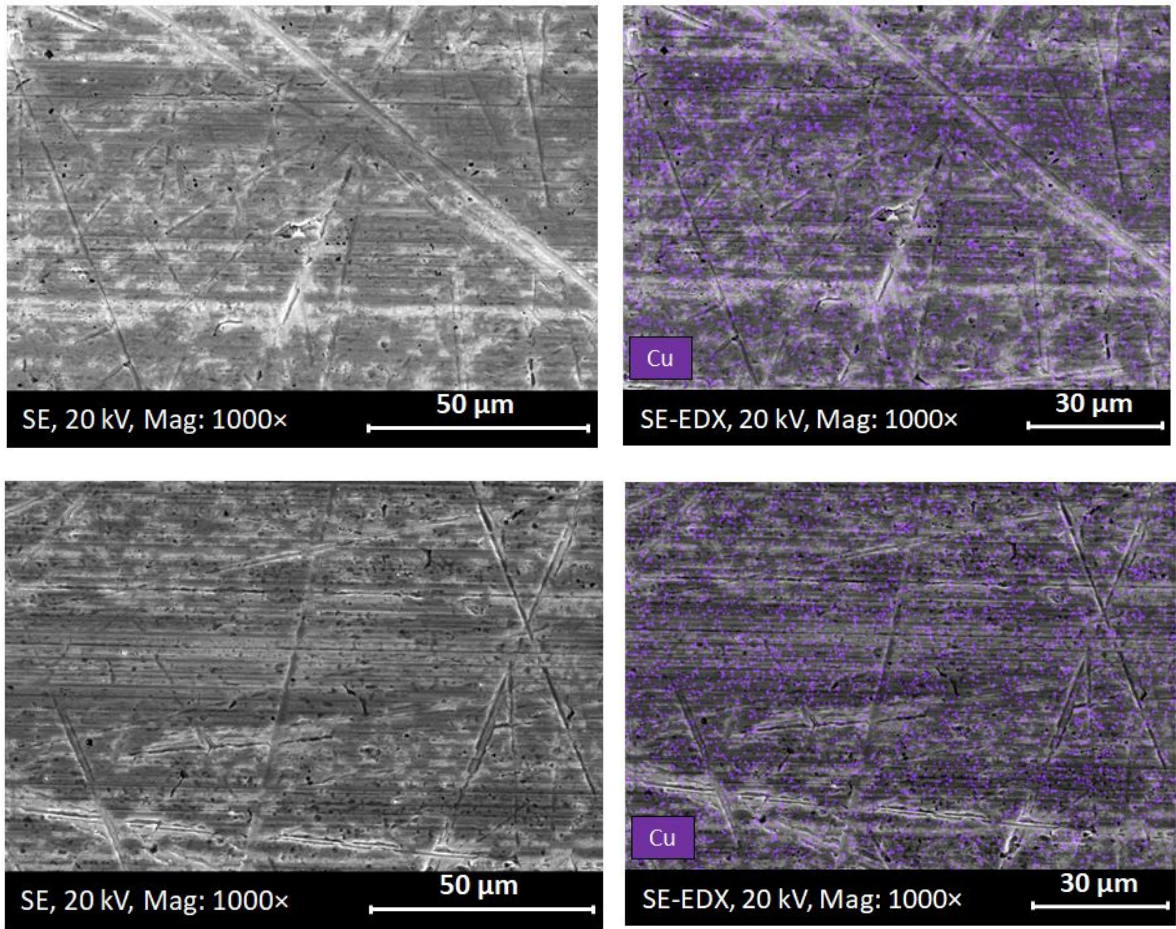 Cu
50 µm
30 µm
SE, 20 kV, Mag: 1000×
SE-EDX, 20 kV, Mag: 1000×
Cu
50 µm
30 µm
SE, 20 kV, Mag: 1000×
SE-EDX, 20 kV, Mag: 1000×